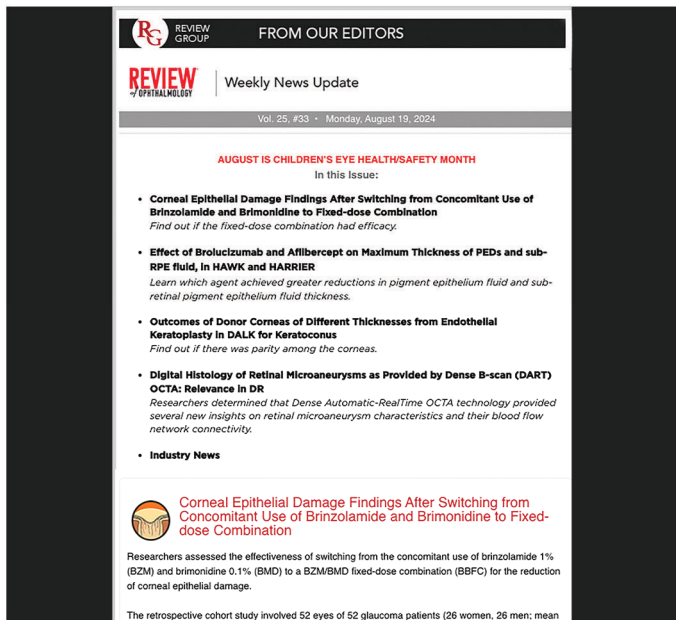 RG REVIEW GROUP FROM OUR EDITORS
REVIEW of OPHTHALMOLOGY Weekly News Update
Vol. 25, #33 • Monday, August 19, 2024
AUGUST IS CHILDREN'S EYE HEALTH/SAFETY MONTH
In this Issue:
• Corneal Epithelial Damage Findings After Switching from Concomitant Use of
Brinzolamide and Brimonidine to Fixed-dose Combination
Find out if the fixed-dose combination had efficacy.
• Effect of Brolucizumab and Aflibercept on Maximum Thickness of PEDs and sub-
RPE fluid, in HAWK and HARRIER
Learn which agent achieved greater reductions in pigment epithelium fluid and sub-
retinal pigment epithelium fluid thickness.
• Outcomes of Donor Corneas of Different Thicknesses from Endothelial
Keratoplasty in DALK for Keratoconus
Find out if there was parity among the corneas.
• Digital Histology of Retinal Microaneurysms as Provided by Dense B-scan (DART)
OCTA: Relevance in DR
Researchers determined that Dense Automatic-RealTime OCTA technology provided
several new insights on retinal microaneurysm characteristics and their blood flow
network connectivity.
• Industry News
Corneal Epithelial Damage Findings After Switching from
Concomitant Use of Brinzolamide and Brimonidine to Fixed-
dose Combination
Researchers assessed the effectiveness of switching from the concomitant use of brinzolamide 1%
(BZM) and brimonidine 0.1% (BMD) to a BZM/BMD fixed-dose combination (BBFC) for the reduction
of corneal epithelial damage.
The retrospective cohort study involved 52 eyes of 52 glaucoma patients (26 women, 26 men; mean